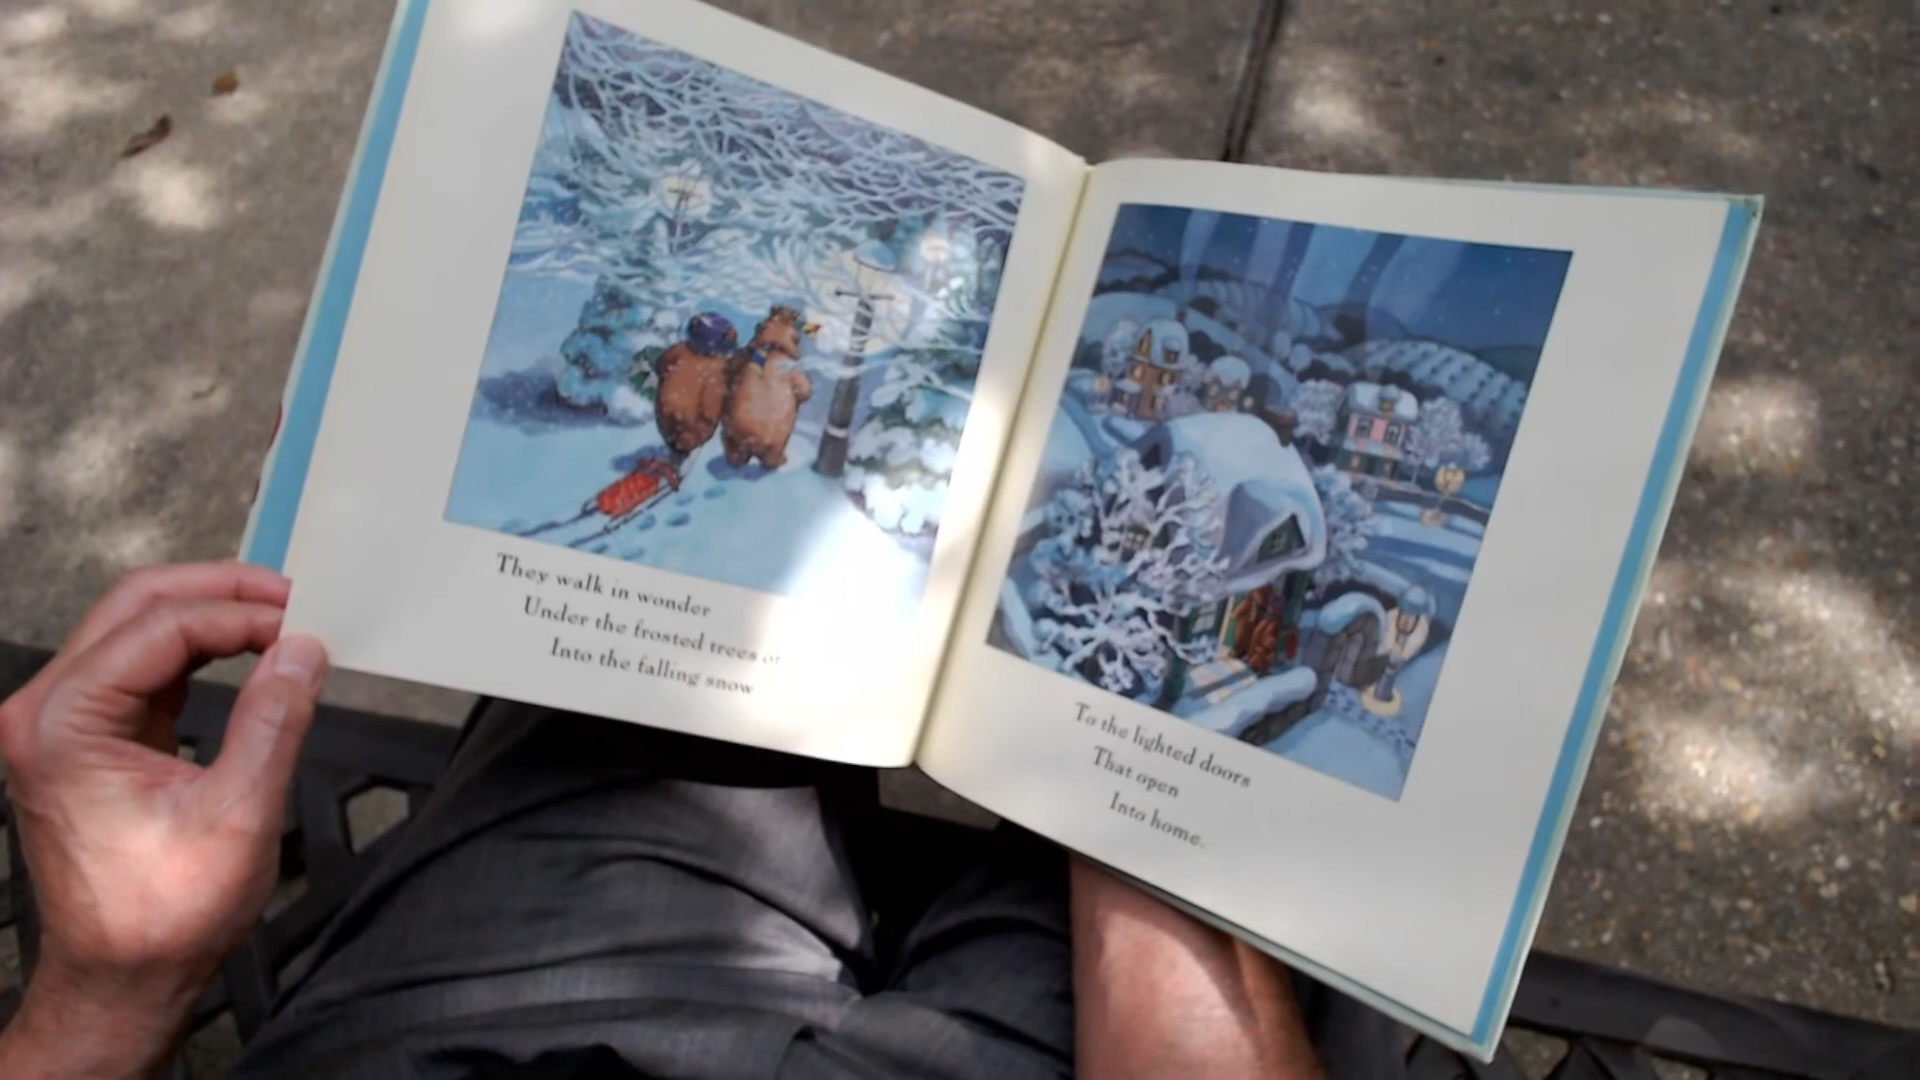 They walk in wonder
Under the frosted trees
Into the falling snow
To the lighted doors
That open
Into home.